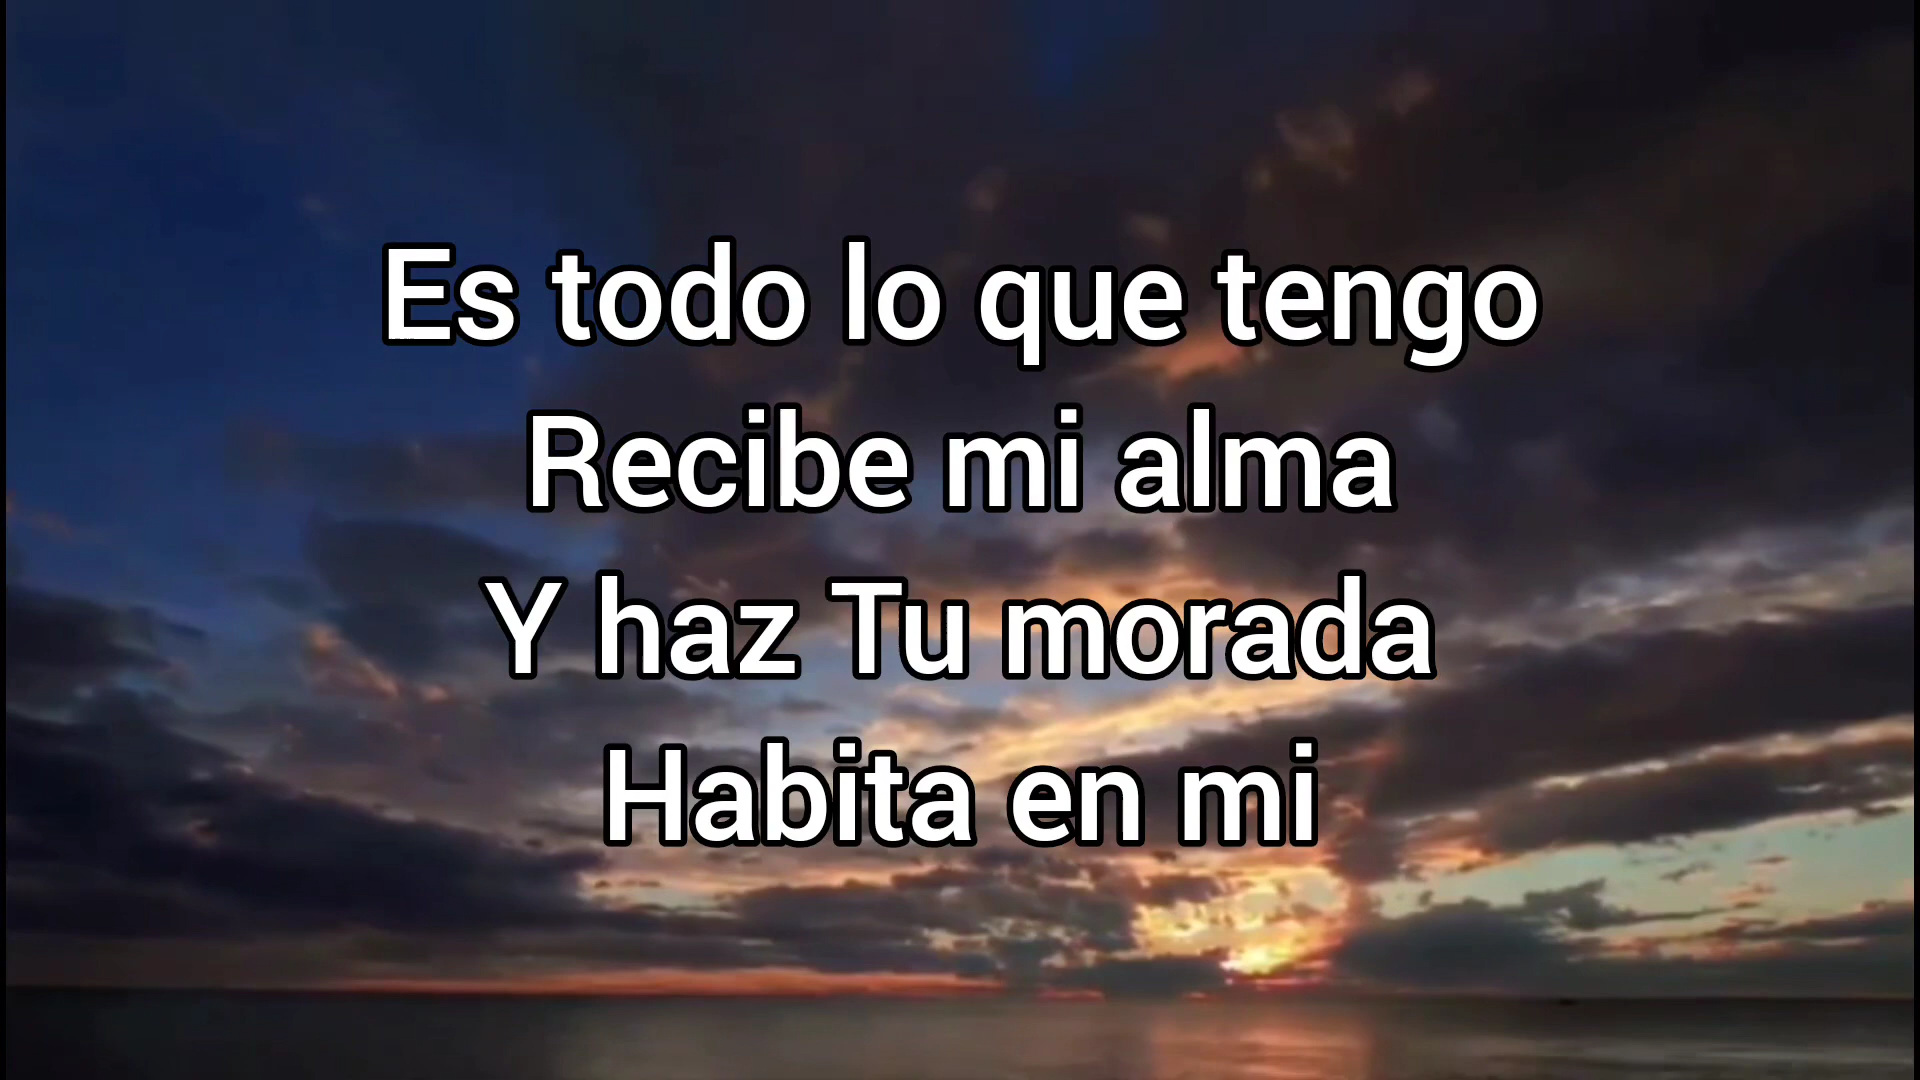 Es todo lo que tengo
Recibe mi alma
Y haz Tu morada
Habita en mi